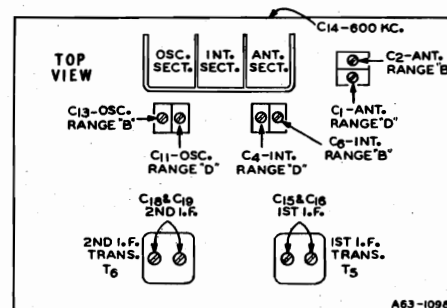 C14-600 KC.
TOP
VIEW
OSC.
SECT.
INT.
SECT.
ANT.
SECT.
C2-ANT.
RANGE "B"
C13-OSC.
RANGE "B"
C1-ANT.
RANGE "D"
C11-OSC.
RANGE "D"
C4-INT.
RANGE "D"
C6-INT.
RANGE "B"
C18 & C19
2ND I.F.
C15 & C16
1ST I.F.
2ND I.F.
TRANS.
T6
1ST I.F.
TRANS.
T5
A63-1098